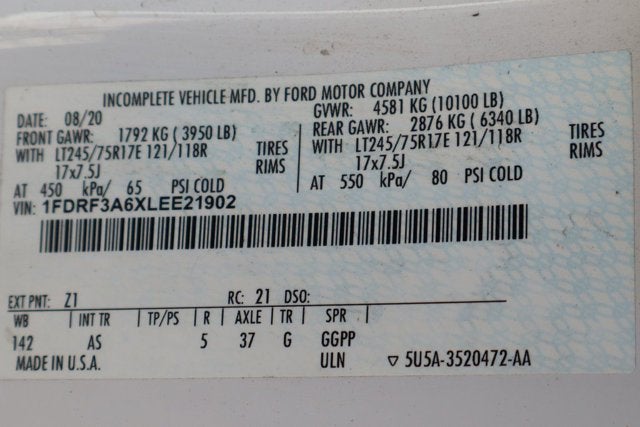 INCOMPLETE VEHICLE MFD. BY FORD MOTOR COMPANY
DATE: 08/20 GVWR: 4581 KG (10100 LB)
FRONT GAWR: 1792 KG ( 3950 LB) REAR GAWR: 2876 KG ( 6340 LB)
WITH LT245/75R17E 121/118R TIRES WITH LT245/75R17E 121/118R TIRES
17x7.5J RIMS 17x7.5J RIMS
AT 450 kPa/ 65 PSI COLD AT 550 kPa/ 80 PSI COLD
VIN: 1FDRF3A6XLEE21902
EXT PNT: Z1 RC: 21 DSO:
WB | INT TR | TP/PS | R | AXLE | TR | SPR |
142 AS 5 37 G GGPP
MADE IN U.S.A. ULN ▽ 5U5A-3520472-AA